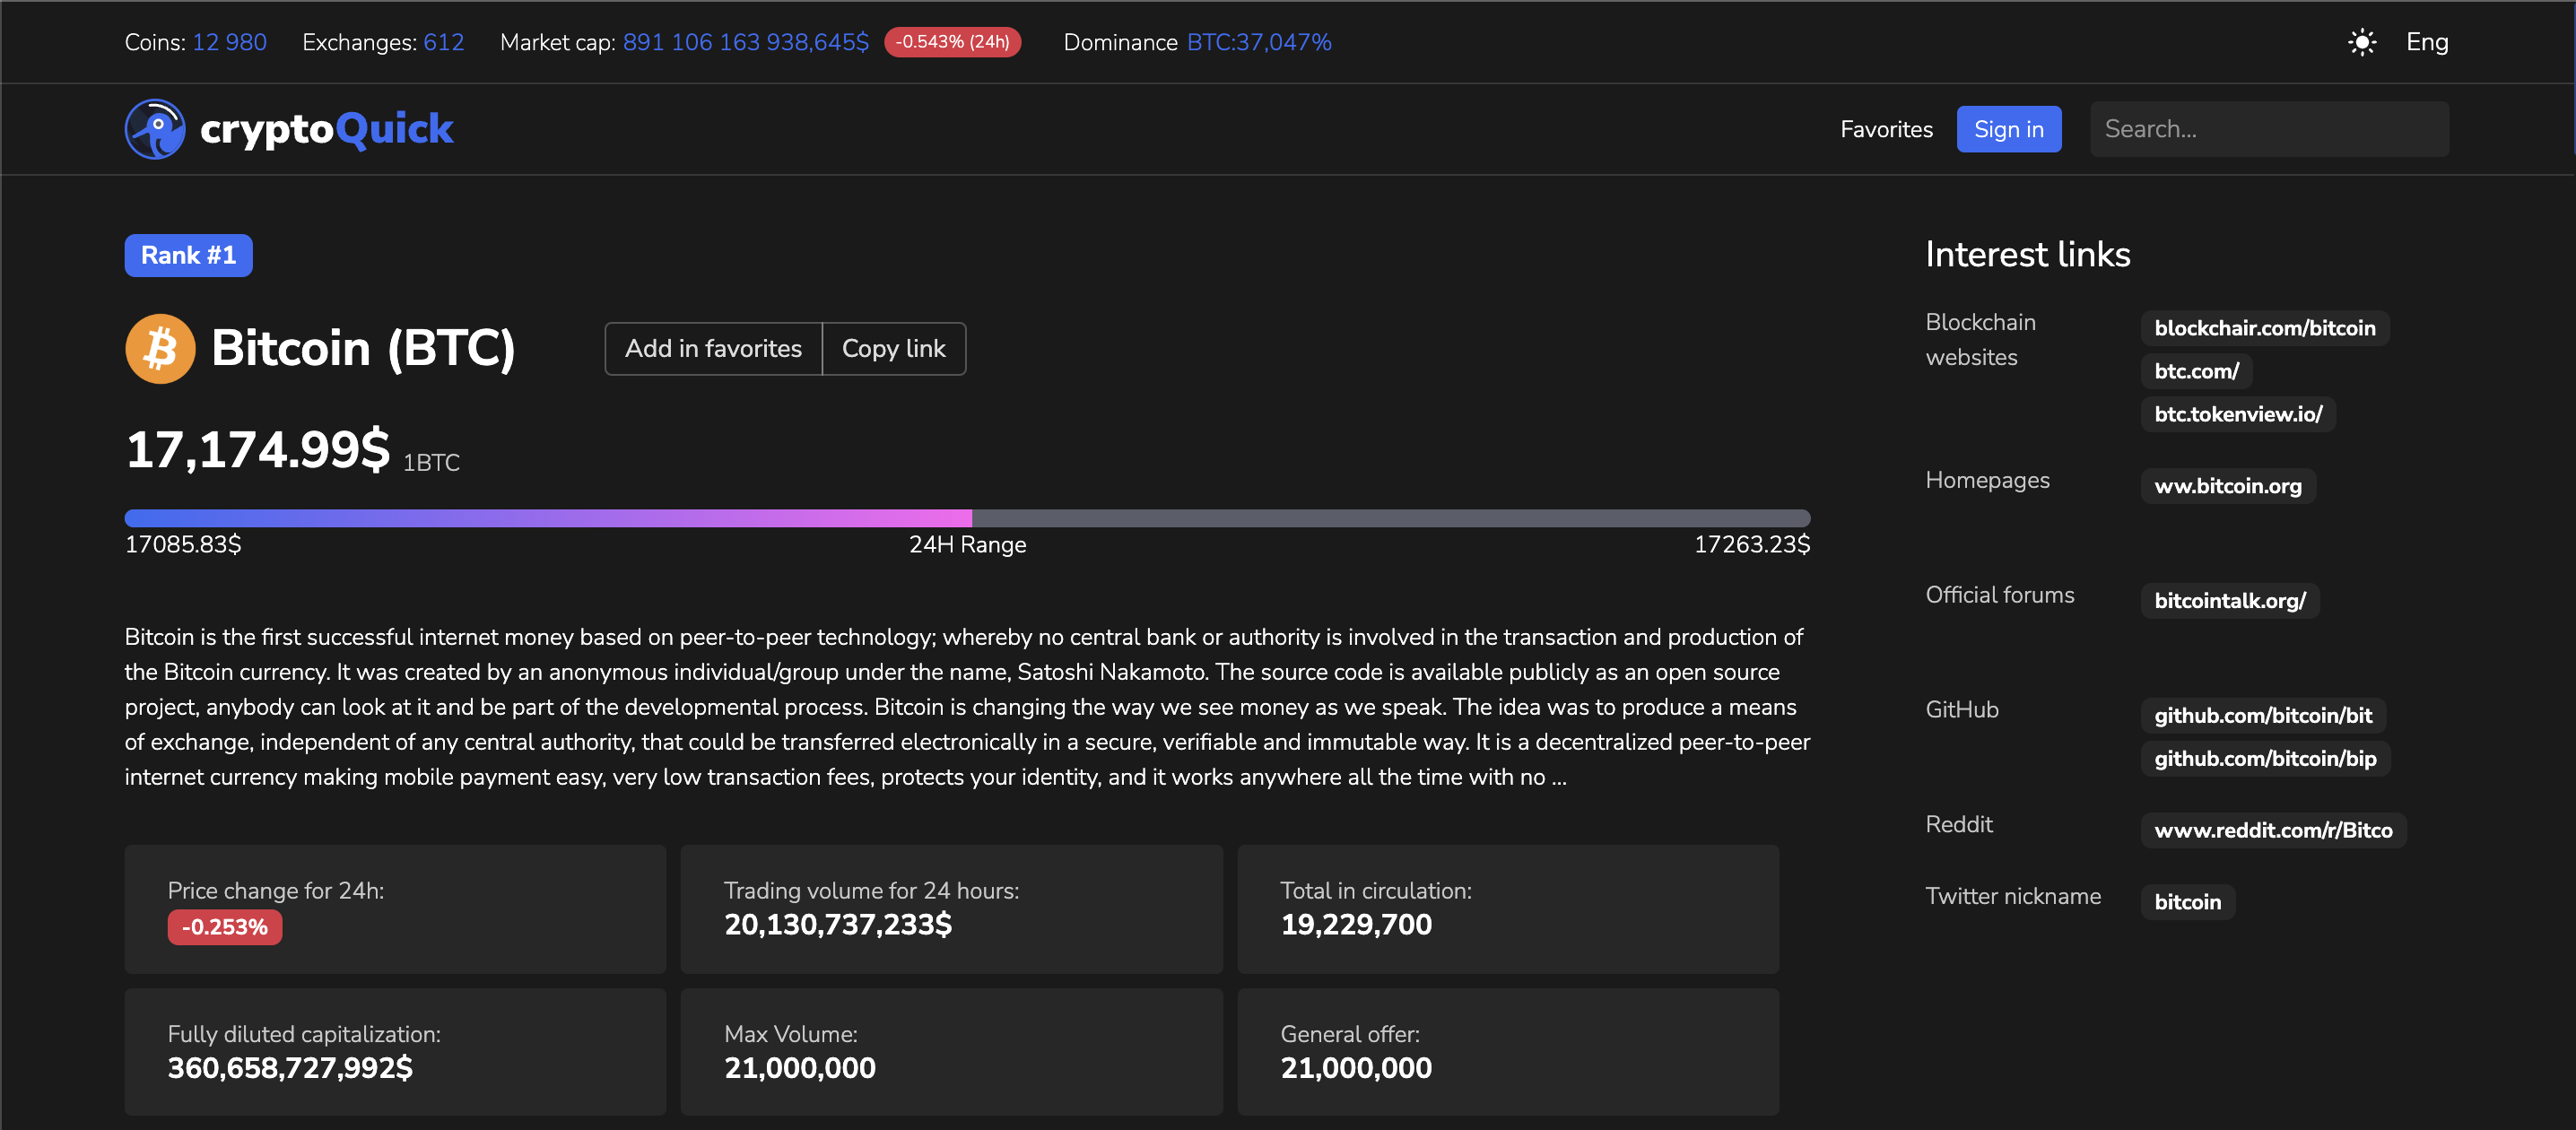 Coins: 12 980 Exchanges: 612 Market cap: 891 106 163 938,645$ -0.543% (24h) Dominance BTC:37,047% Eng
cryptoQuick Favorites Sign in Search...
Rank #1
Bitcoin (BTC) Add in favorites Copy link
17,174.99$ 1BTC
17085.83$ 24H Range 17263.23$
Bitcoin is the first successful internet money based on peer-to-peer technology; whereby no central bank or authority is involved in the transaction and production of
the Bitcoin currency. It was created by an anonymous individual/group under the name, Satoshi Nakamoto. The source code is available publicly as an open source
project, anybody can look at it and be part of the developmental process. Bitcoin is changing the way we see money as we speak. The idea was to produce a means
of exchange, independent of any central authority, that could be transferred electronically in a secure, verifiable and immutable way. It is a decentralized peer-to-peer
internet currency making mobile payment easy, very low transaction fees, protects your identity, and it works anywhere all the time with no ...
Price change for 24h:
-0.253%
Trading volume for 24 hours:
20,130,737,233$
Total in circulation:
19,229,700
Fully diluted capitalization:
360,658,727,992$
Max Volume:
21,000,000
General offer:
21,000,000
Interest links
Blockchain
websites
blockchair.com/bitcoin
btc.com/
btc.tokenview.io/
Homepages
ww.bitcoin.org
Official forums
bitcointalk.org/
GitHub
github.com/bitcoin/bit
github.com/bitcoin/bip
Reddit
www.reddit.com/r/Bitco
Twitter nickname
bitcoin